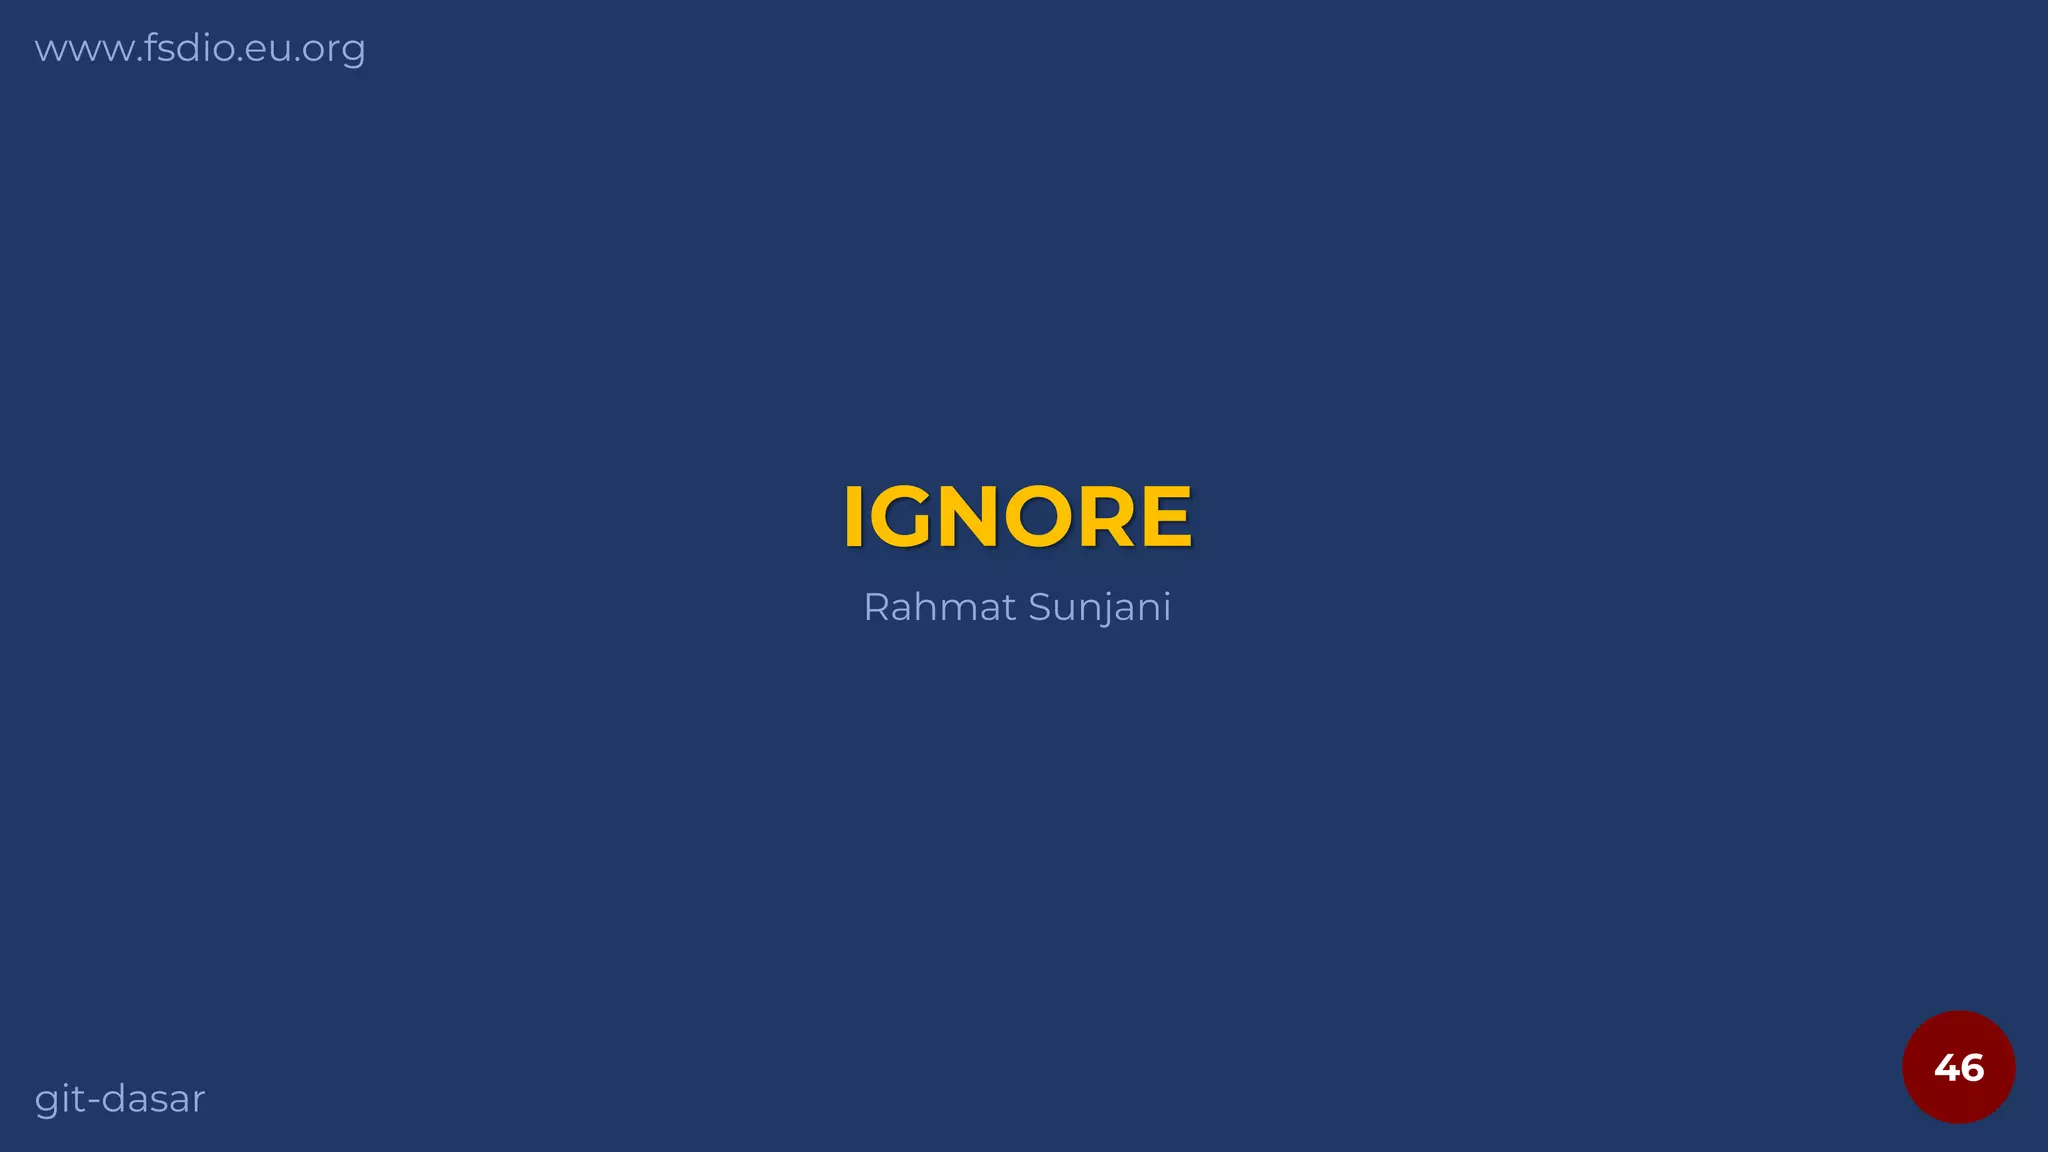 www.fsdio.eu.org
IGNORE
Rahmat Sunjani
git-dasar
46